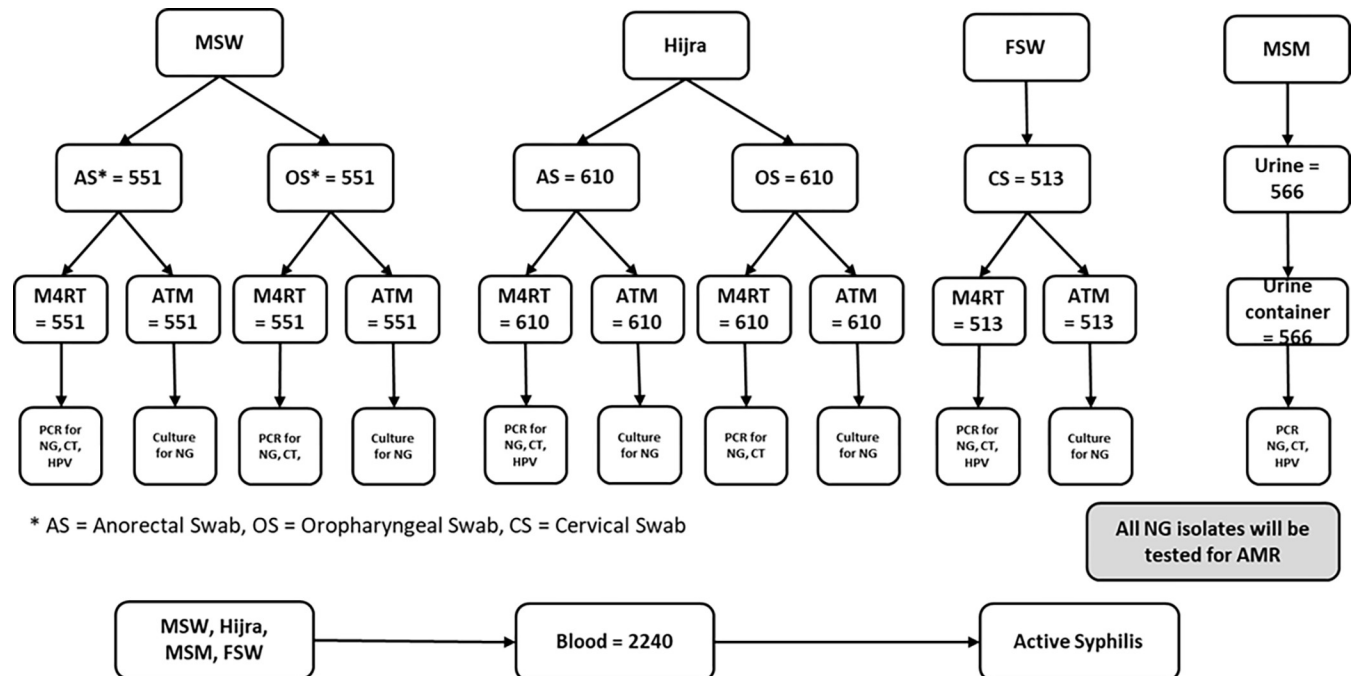 MSW
Hijra
FSW
MSM
AS* = 551
OS* = 551
AS = 610
OS = 610
CS = 513
Urine =
566
M4RT
= 551
ATM
= 551
M4RT
= 551
ATM
= 551
M4RT
= 610
ATM
= 610
M4RT
= 610
ATM
= 610
M4RT
= 513
ATM
= 513
Urine
container
= 566
PCR for
NG, CT,
HPV
Culture
for NG
PCR for
NG, CT,
Culture
for NG
PCR for
NG, CT,
HPV
Culture
for NG
PCR for
NG, CT
Culture
for NG
PCR for
NG, CT,
HPV
Culture
for NG
PCR
NG, CT,
HPV
* AS = Anorectal Swab, OS = Oropharyngeal Swab, CS = Cervical Swab
All NG isolates will be
tested for AMR
MSW, Hijra,
MSM, FSW
Blood = 2240
Active Syphilis